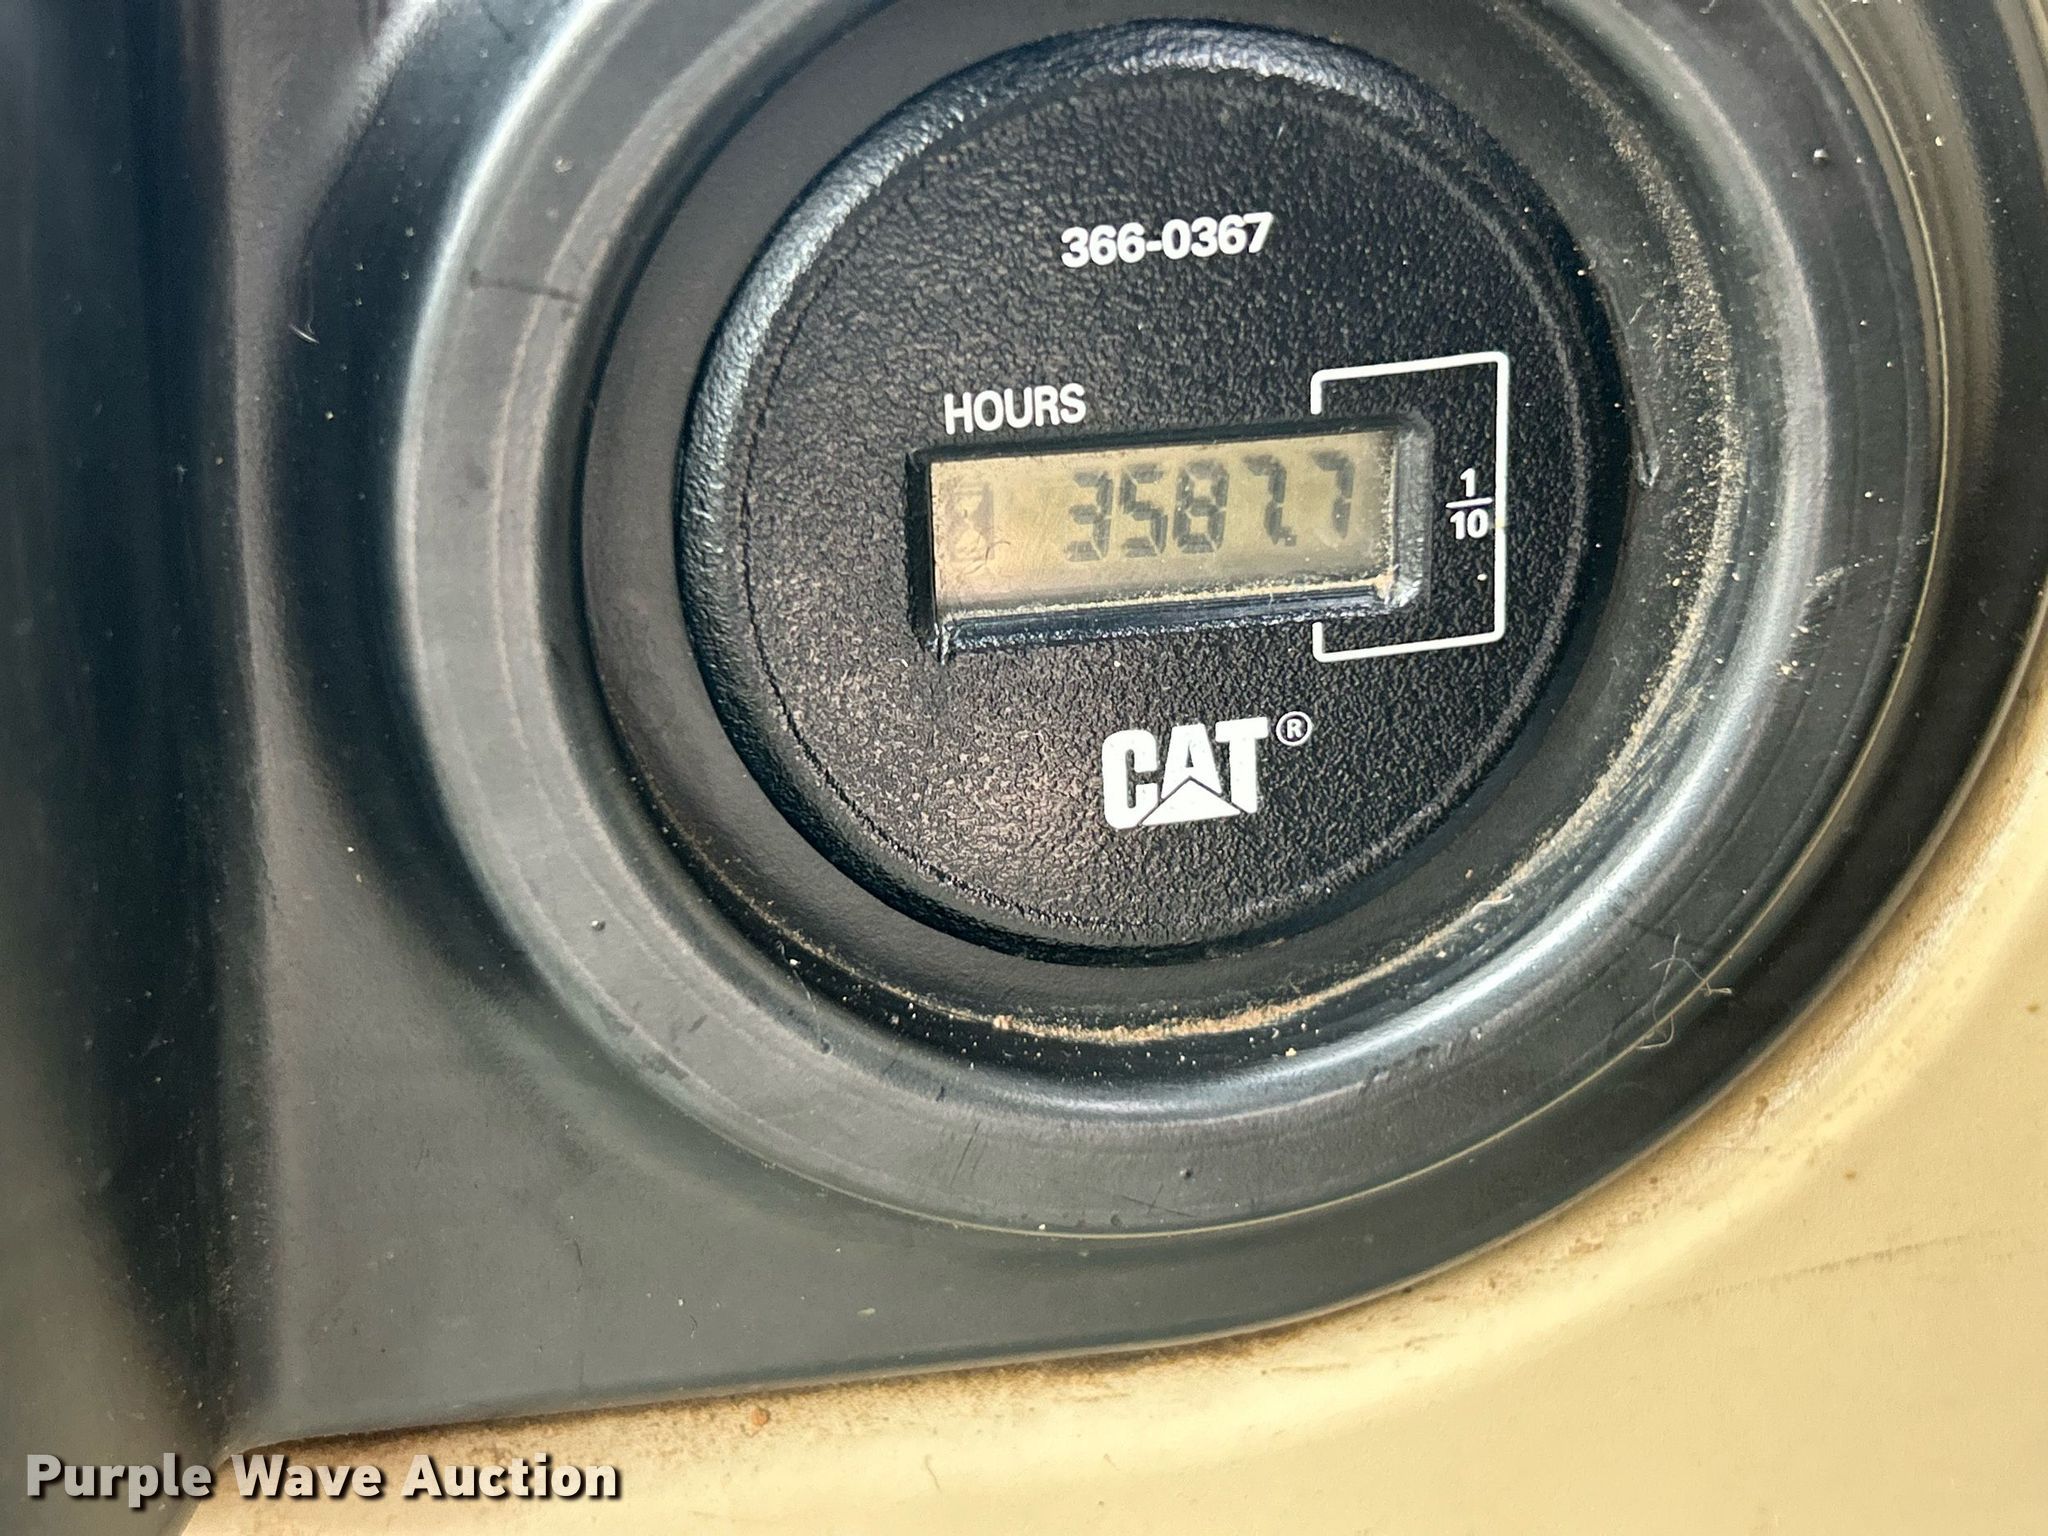 366-0367
HOURS
3587.7
1
10
CAT®
Purple Wave Auction